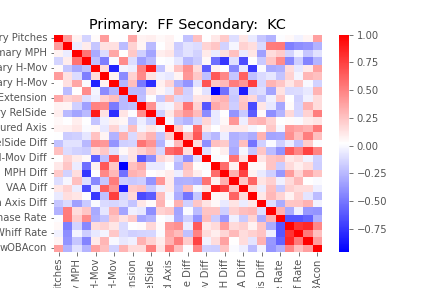 Primary: FF Secondary: KC
ry Pitches
mary MPH
ary H-Mov
ary H-Mov
Extension
ry RelSide
ured Axis
elSide Diff
I-Mov Diff
MPH Diff
VAA Diff
n Axis Diff
hase Rate
Whiff Rate
wOBAcon
1.00
0.75
0.50
0.25
0.00
−0.25
−0.50
−0.75
itches
y MPH
H-Mov
H-Mov
ension
elSide
d Axis
e Diff
ov Diff
H Diff
A Diff
is Diff
e Rate
f Rate
BAcon